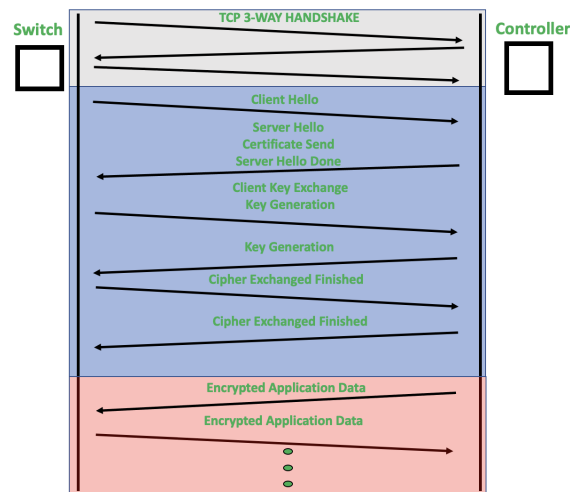 TCP 3-WAY HANDSHAKE
Switch
Controller
Client Hello
Server Hello
Certificate Send
Server Hello Done
Client Key Exchange
Key Generation
Key Generation
Cipher Exchanged Finished
Cipher Exchanged Finished
Encrypted Application Data
Encrypted Application Data